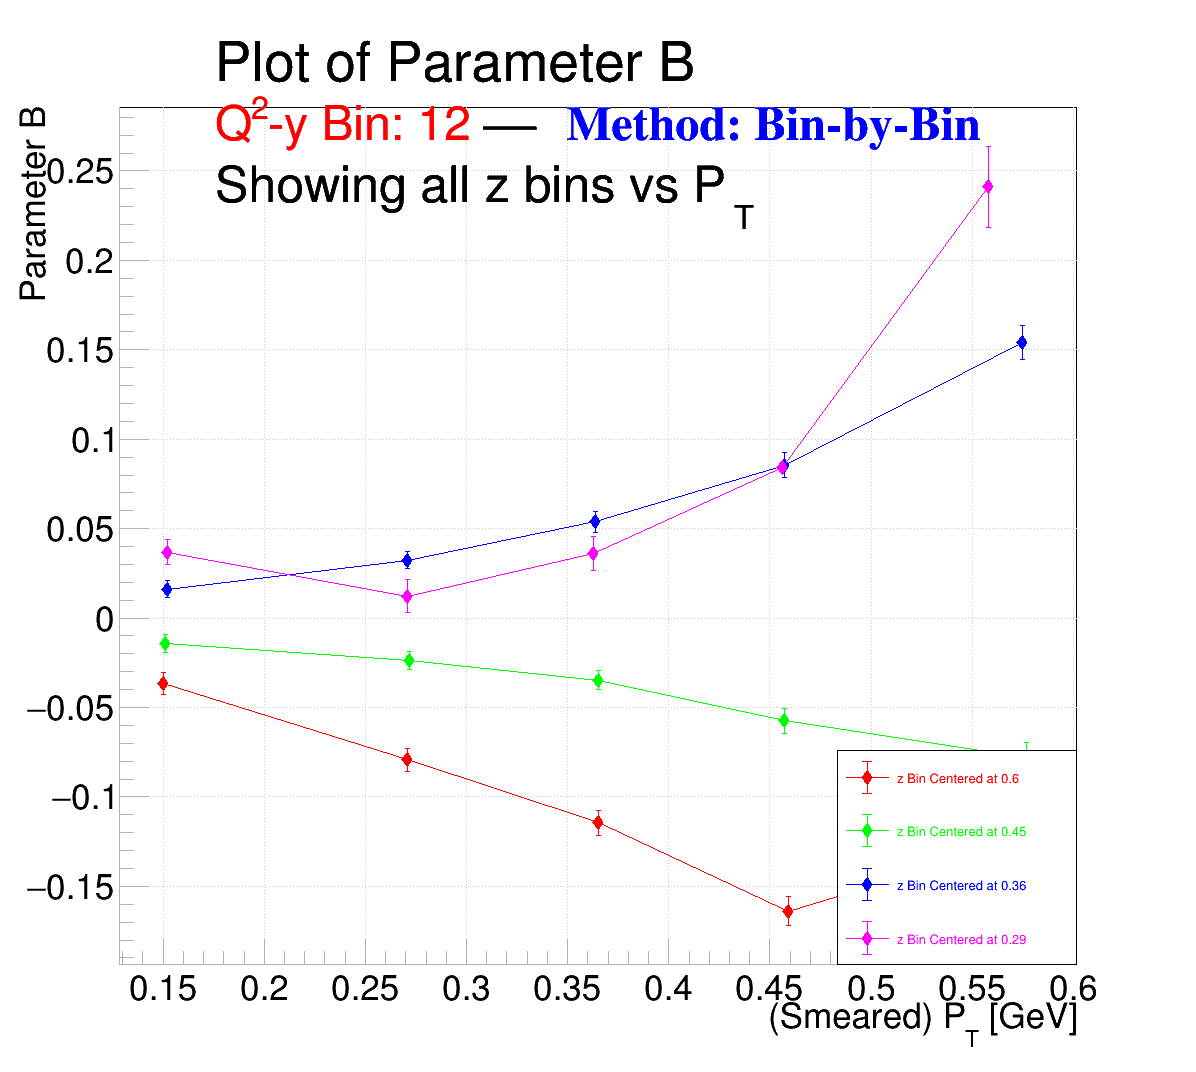 Plot of Parameter B
Q²-y Bin: 12 — Method: Bin-by-Bin
Showing all z bins vs P_T
Parameter B
0.25
0.2
0.15
0.1
0.05
0
−0.05
−0.1
−0.15
z Bin Centered at 0.6
z Bin Centered at 0.45
z Bin Centered at 0.36
z Bin Centered at 0.29
0.15 0.2 0.25 0.3 0.35 0.4 0.45 0.5 0.55 0.6
(Smeared) P_T [GeV]